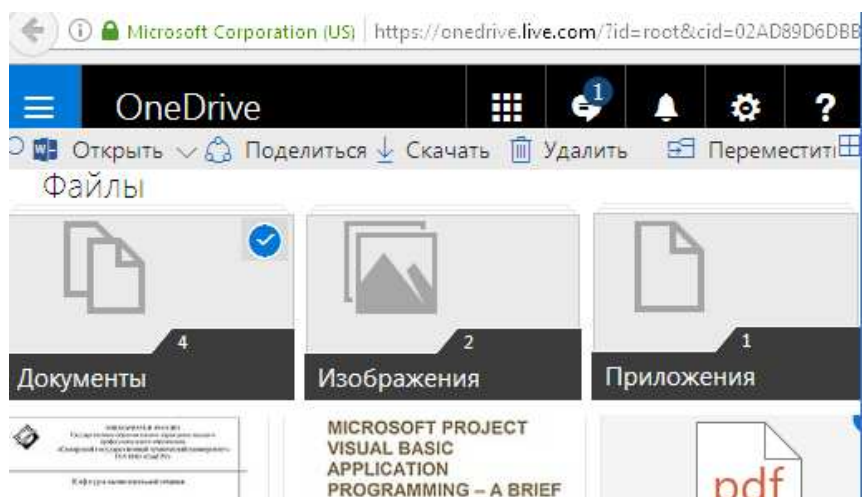 Microsoft Corporation (US) https://onedrive.live.com/?id=root&cid=02AD89D6DBB
OneDrive 1 ?
Открыть Поделиться Скачать Удалить Переместить
Файлы
4 2 1
Документы Изображения Приложения
MICROSOFT PROJECT
VISUAL BASIC
APPLICATION
PROGRAMMING – A BRIEF
pdf